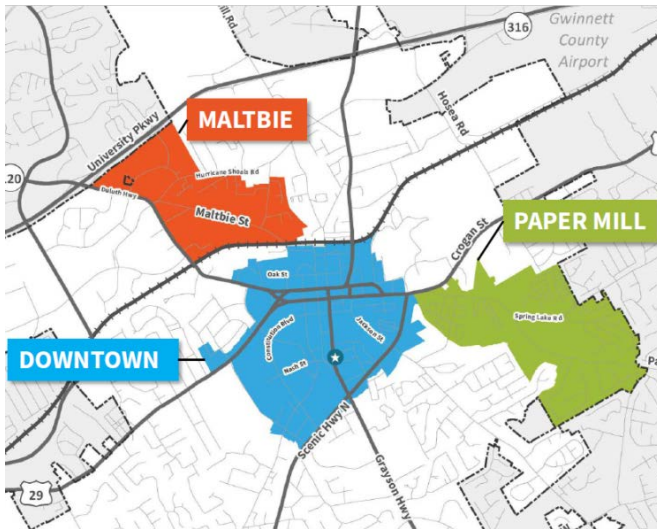 316
Gwinnett
County
Airport
Hosea Rd
University Pkwy
MALTBIE
Hurricane Shoals Rd
20
Duluth Hwy
Maltbie St
Crogan St
PAPER MILL
Oak St
Spring Lake Rd
Constitution Blvd
Jackson St
DOWNTOWN
Nash St
Scenic Hwy N
Grayson Hwy
29